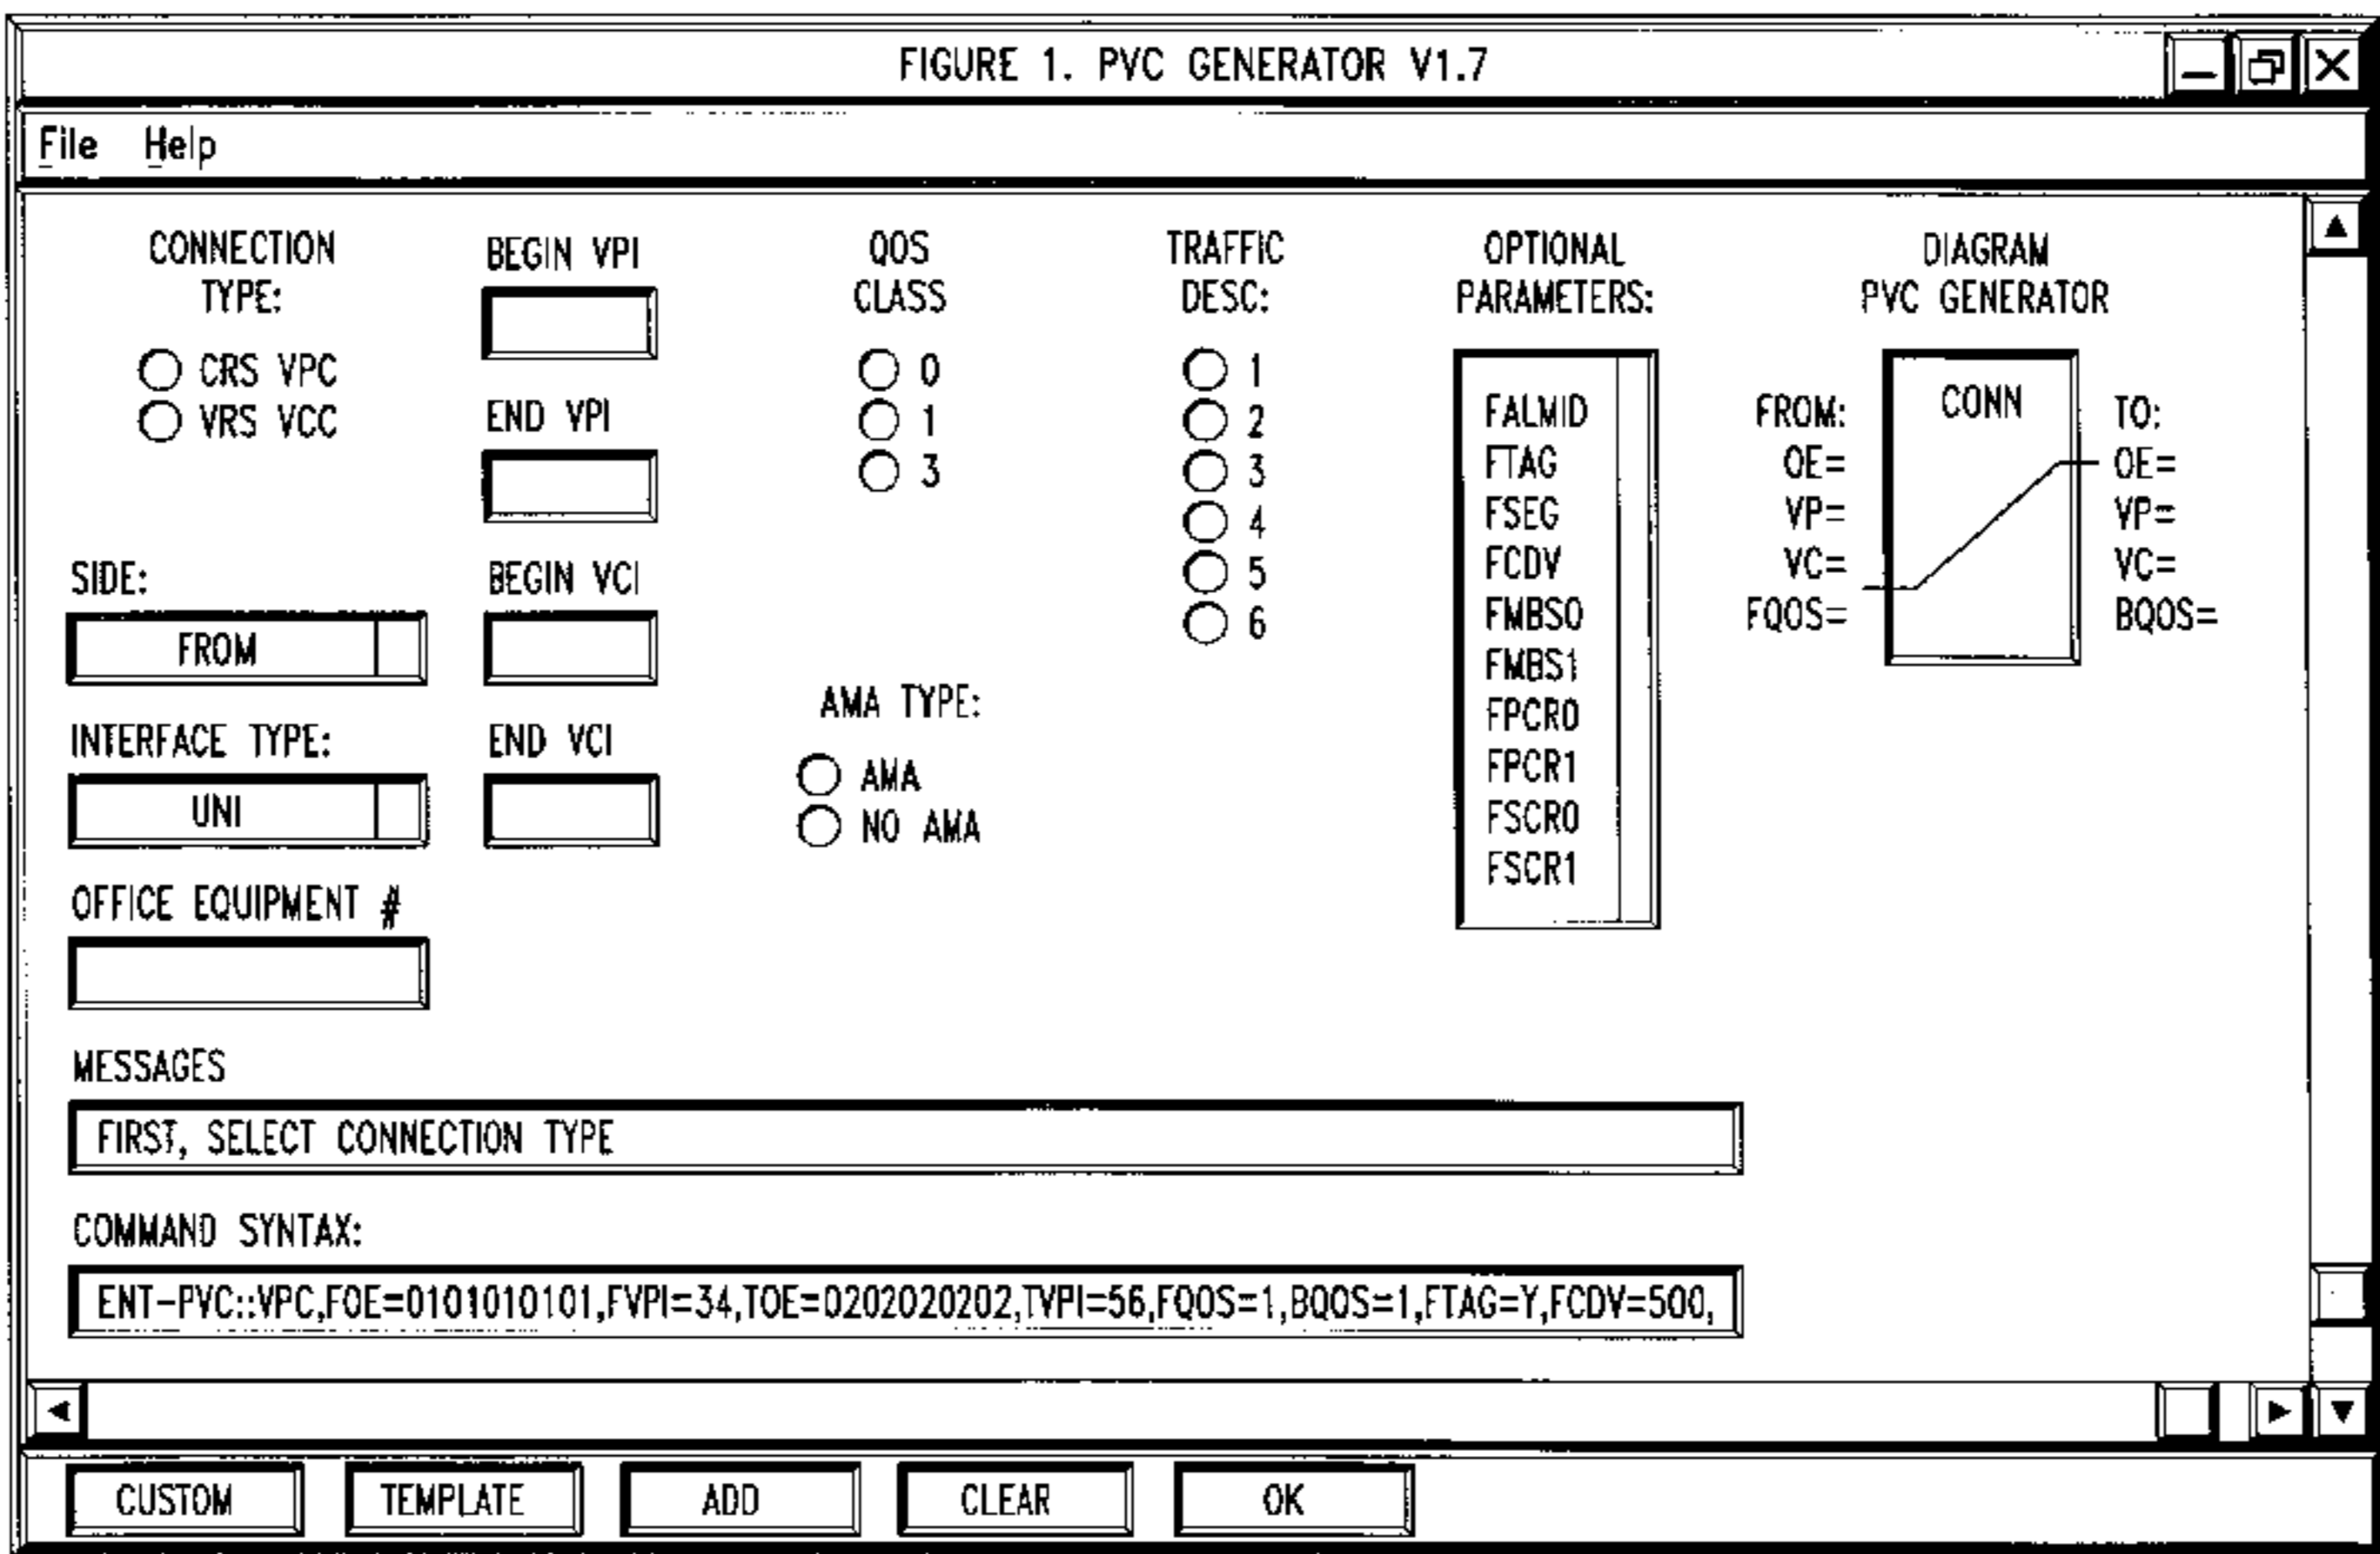 FIGURE 1. PVC GENERATOR V1.7
File Help
CONNECTION
TYPE:
CRS VPC
VRS VCC
SIDE:
FROM
INTERFACE TYPE:
UNI
OFFICE EQUIPMENT #
BEGIN VPI
END VPI
BEGIN VCI
END VCI
QOS
CLASS
0
1
3
AMA TYPE:
AMA
NO AMA
TRAFFIC
DESC:
1
2
3
4
5
6
OPTIONAL
PARAMETERS:
FALMID
FTAG
FSEG
FCDV
FMBS0
FMBS1
FPCR0
FPCR1
FSCR0
FSCR1
DIAGRAM
PVC GENERATOR
FROM:
OE=
VP=
VC=
FQOS=
CONN
TO:
OE=
VP=
VC=
BQOS=
MESSAGES
FIRST, SELECT CONNECTION TYPE
COMMAND SYNTAX:
ENT-PVC::VPC,FOE=0101010101,FVPI=34,TOE=0202020202,TVPI=56,FQOS=1,BQOS=1,FTAG=Y,FCDV=500,
CUSTOM TEMPLATE ADD CLEAR OK